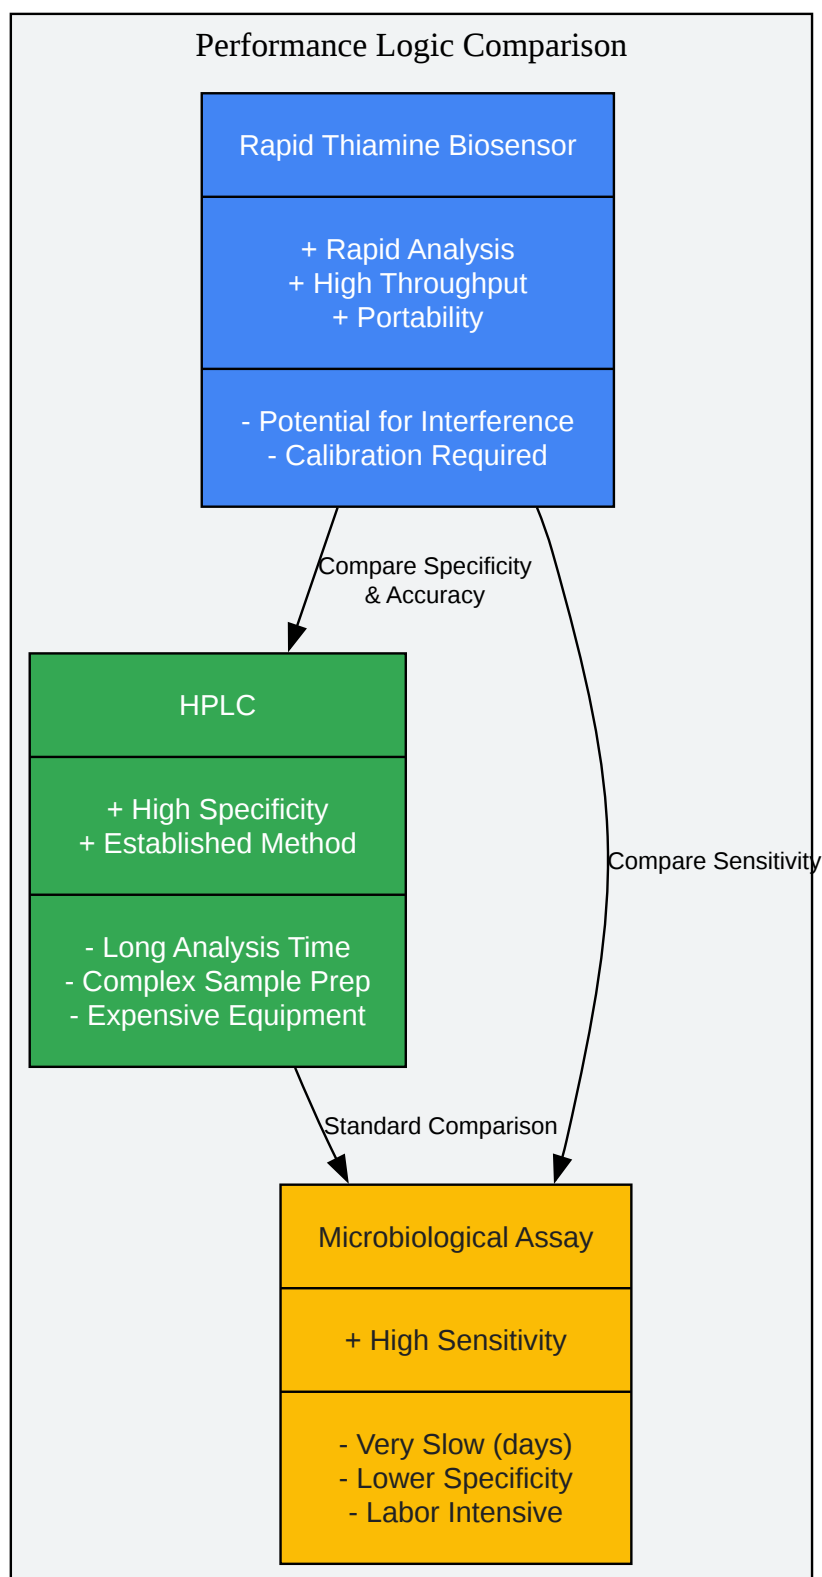 Performance Logic Comparison
Rapid Thiamine Biosensor
+ Rapid Analysis
+ High Throughput
+ Portability
- Potential for Interference
- Calibration Required
Compare Specificity
& Accuracy
HPLC
+ High Specificity
+ Established Method
- Long Analysis Time
- Complex Sample Prep
- Expensive Equipment
Compare Sensitivity
Standard Comparison
Microbiological Assay
+ High Sensitivity
- Very Slow (days)
- Lower Specificity
- Labor Intensive